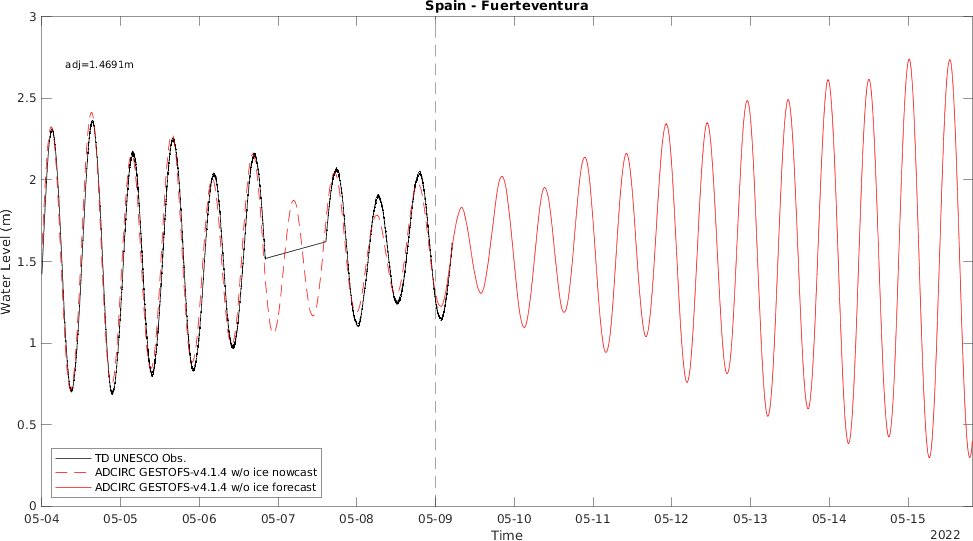 Spain - Fuerteventura
3
adj=1.4691m
2.5
2
1.5
1
0.5
0
Water Level (m)
TD UNESCO Obs.
ADCIRC GESTOFS-v4.1.4 w/o ice nowcast
ADCIRC GESTOFS-v4.1.4 w/o ice forecast
05-04 05-05 05-06 05-07 05-08 05-09 05-10 05-11 05-12 05-13 05-14 05-15
Time
2022